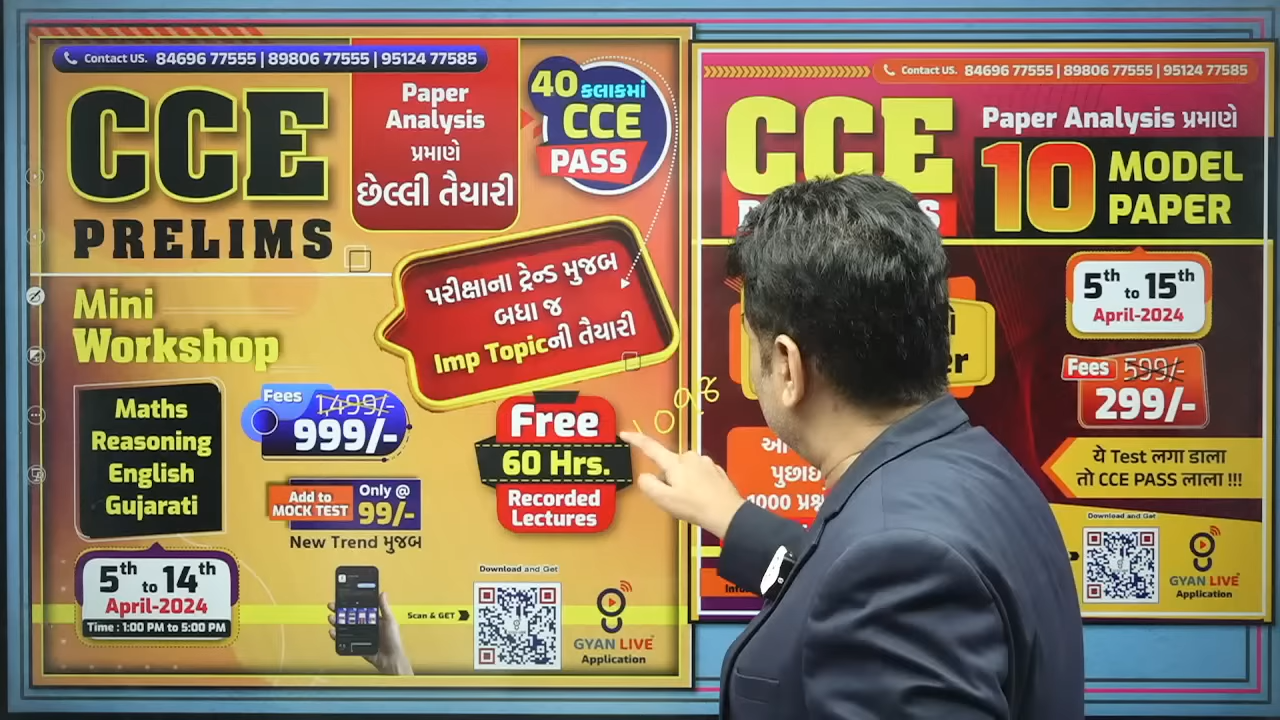 Contact US. 84696 77555 | 89806 77555 | 95124 77585
CCE
PRELIMS
Paper
Analysis
પ્રમાણે
છેલ્લી તૈયારી
40 કલાકમાં
CCE
PASS
પરીક્ષાના ટ્રેન્ડ મુજબ
બધા જ
Imp Topicની તૈયારી
Mini
Workshop
Maths
Reasoning
English
Gujarati
Fees 1,499/-
999/-
Add to
MOCK TEST
Only @
99/-
New Trend મુજબ
Free
60 Hrs.
Recorded
Lectures
5th to 14th
April-2024
Time : 1:00 PM to 5:00 PM
Scan & GET
Download and Get
GYAN LIVE
Application
1098
Contact US. 84696 77555 | 89806 77555 | 95124 77585
CCE
Paper Analysis પ્રમાણે
10 MODEL
PAPER
5th to 15th
April-2024
Fees 599/-
299/-
1000
ये Test लगा डाला
तो CCE PASS लाला !!!
Download and Get
GYAN LIVE
Application